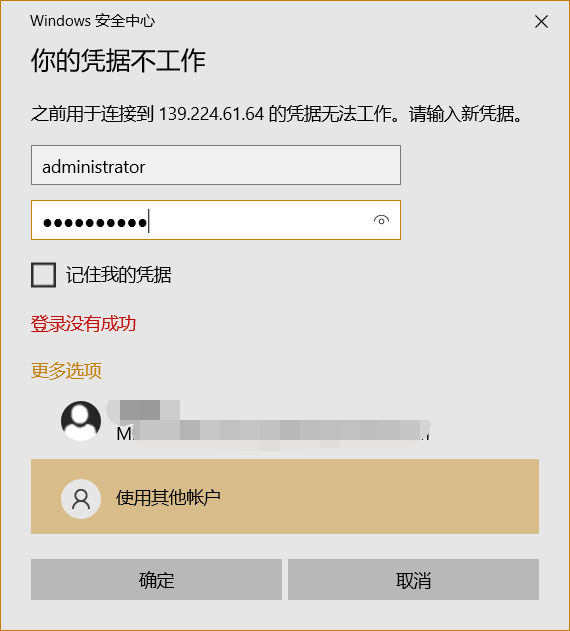 Windows 安全中心
你的凭据不工作
之前用于连接到 139.224.61.64 的凭据无法工作。请输入新凭据。
administrator
●●●●●●●●●●
记住我的凭据
登录没有成功
更多选项
使用其他帐户
确定
取消